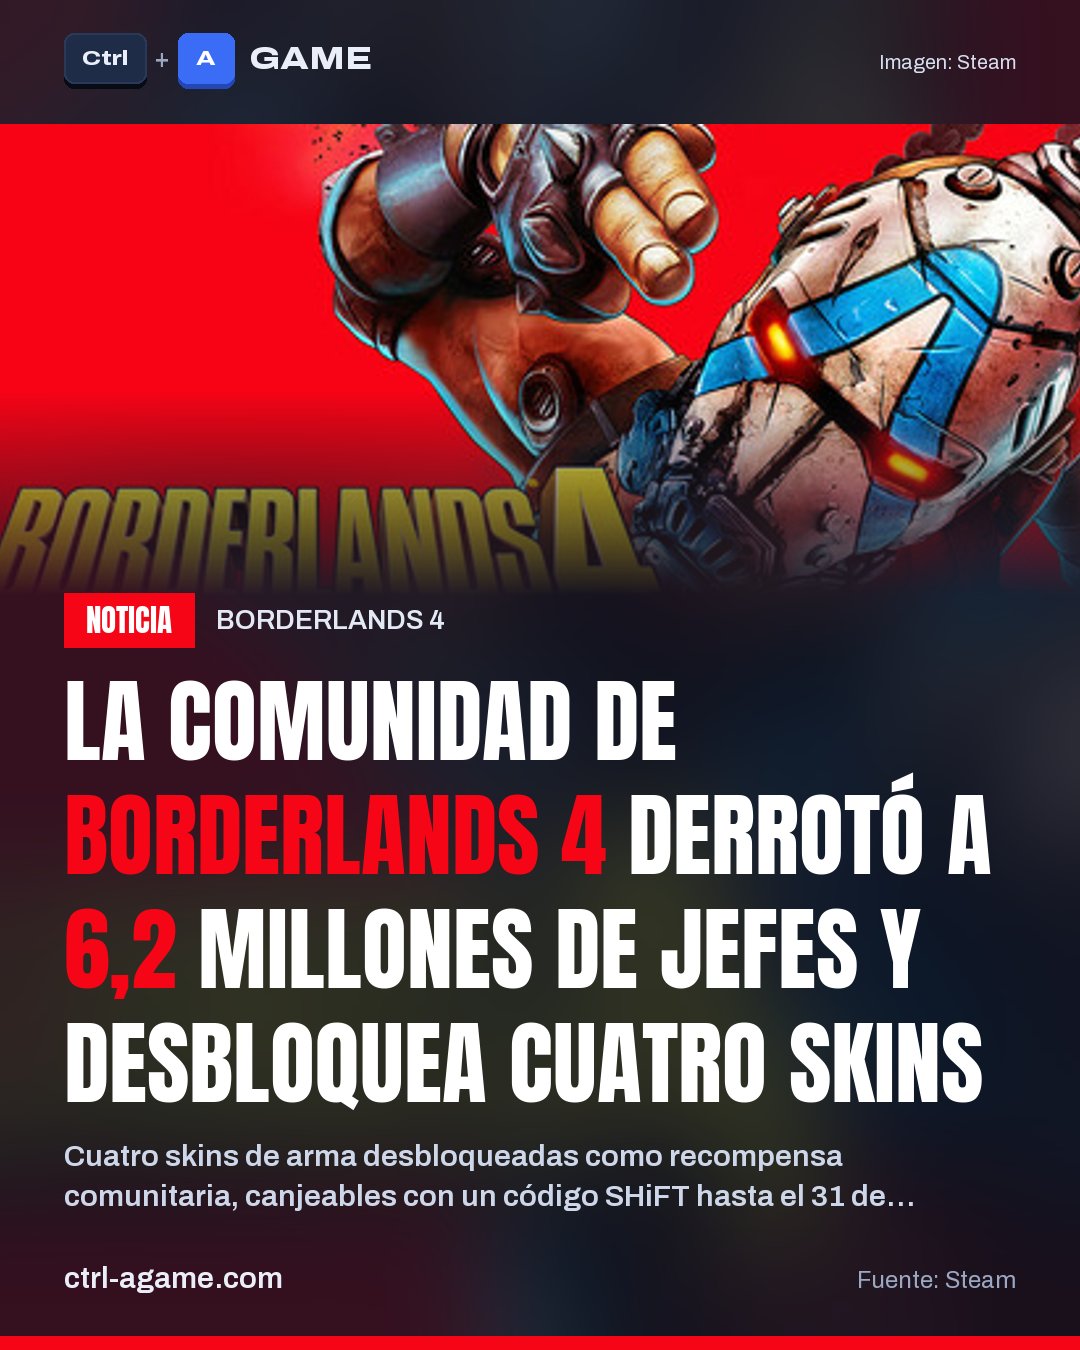 Ctrl + A GAME
Imagen: Steam
BORDERLANDS 4
NOTICIA BORDERLANDS 4
LA COMUNIDAD DE
BORDERLANDS 4 DERROTÓ A
6,2 MILLONES DE JEFES Y
DESBLOQUEA CUATRO SKINS
Cuatro skins de arma desbloqueadas como recompensa
comunitaria, canjeables con un código SHiFT hasta el 31 de...
ctrl-agame.com
Fuente: Steam